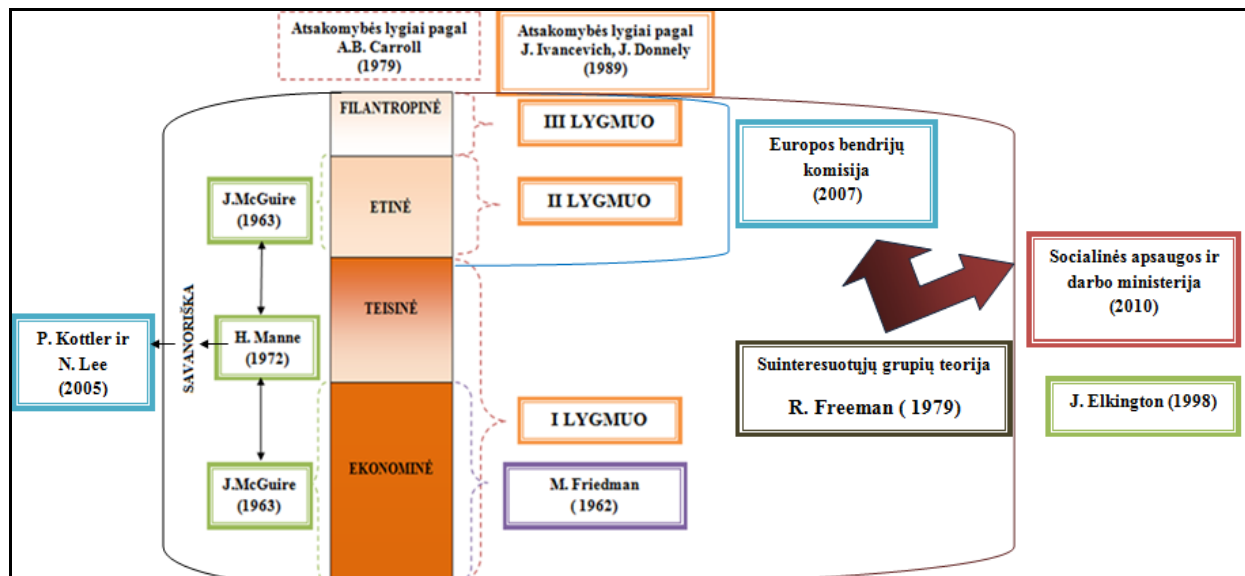 Atsakomybės lygiai pagal
A.B. Carroll
(1979)
Atsakomybės lygiai pagal
J. Ivancevich, J. Donnely
(1989)
FILANTROPINĖ
III LYGMUO
Europos bendrijų
komisija
(2007)
J.McGuire
(1963)
ETINĖ
II LYGMUO
Socialinės apsaugos ir
darbo ministerija
(2010)
TEISINĖ
P. Kottler ir
N. Lee
(2005)
SAVANORIŠKA
H. Manne
(1972)
Suinteresuotųjų grupių teorija
R. Freeman ( 1979)
J. Elkington (1998)
I LYGMUO
EKONOMINĖ
J.McGuire
(1963)
M. Friedman
( 1962)